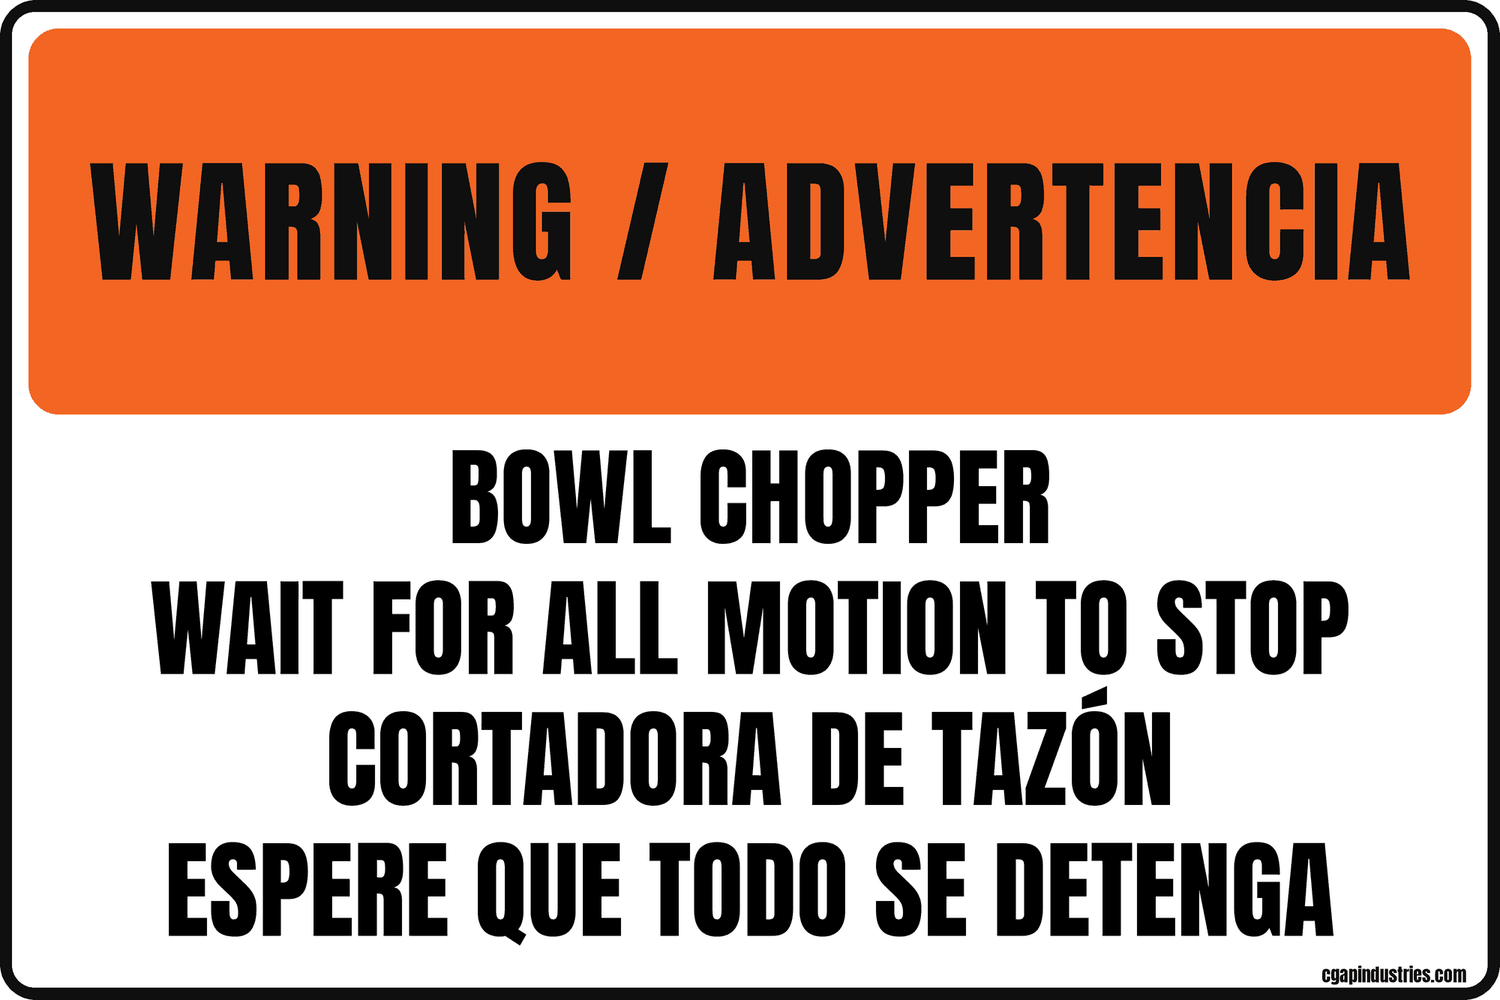 WARNING / ADVERTENCIA
BOWL CHOPPER
WAIT FOR ALL MOTION TO STOP
CORTADORA DE TAZÓN
ESPERE QUE TODO SE DETENGA
cgapindustries.com